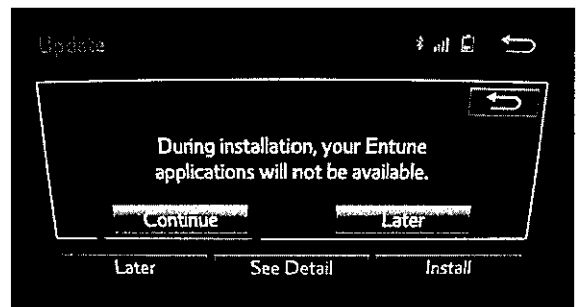 Update
During installation, your Entune
applications will not be available.
Continue
Later
Later
See Detail
Install